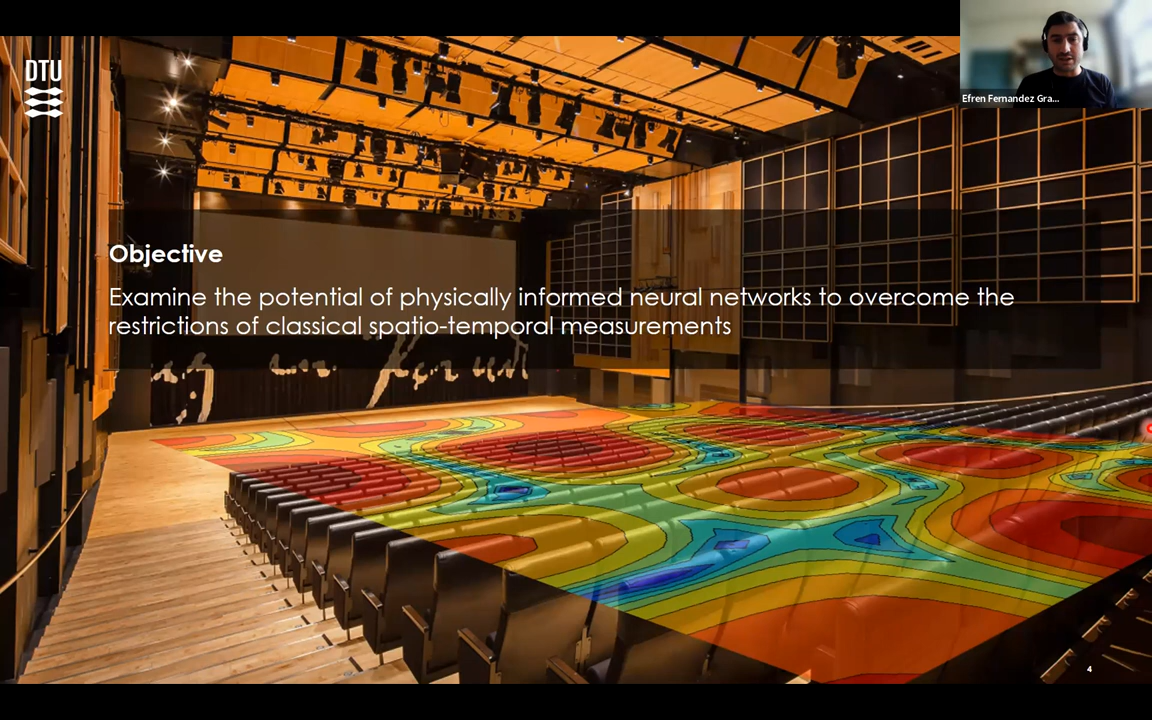 DTU
Efren Fernandez Gra...
Objective
Examine the potential of physically informed neural networks to overcome the
restrictions of classical spatio-temporal measurements
4